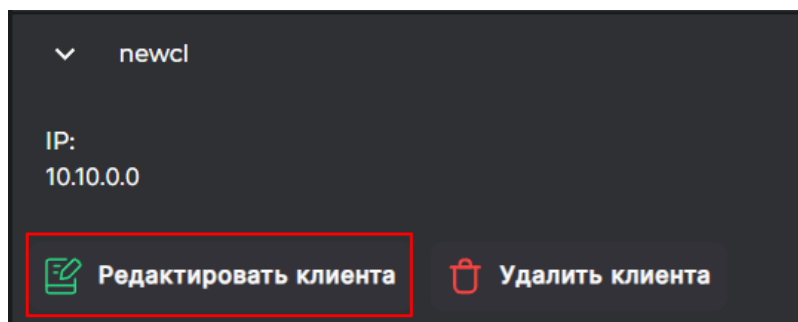 newcl
IP:
10.10.0.0
Редактировать клиента
Удалить клиента